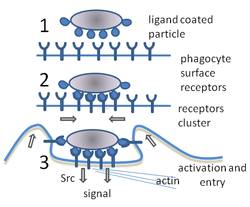 1
ligand coated
particle
phagocyte
surface
receptors
2
receptors
cluster
3
activation and
entry
Src
actin
signal